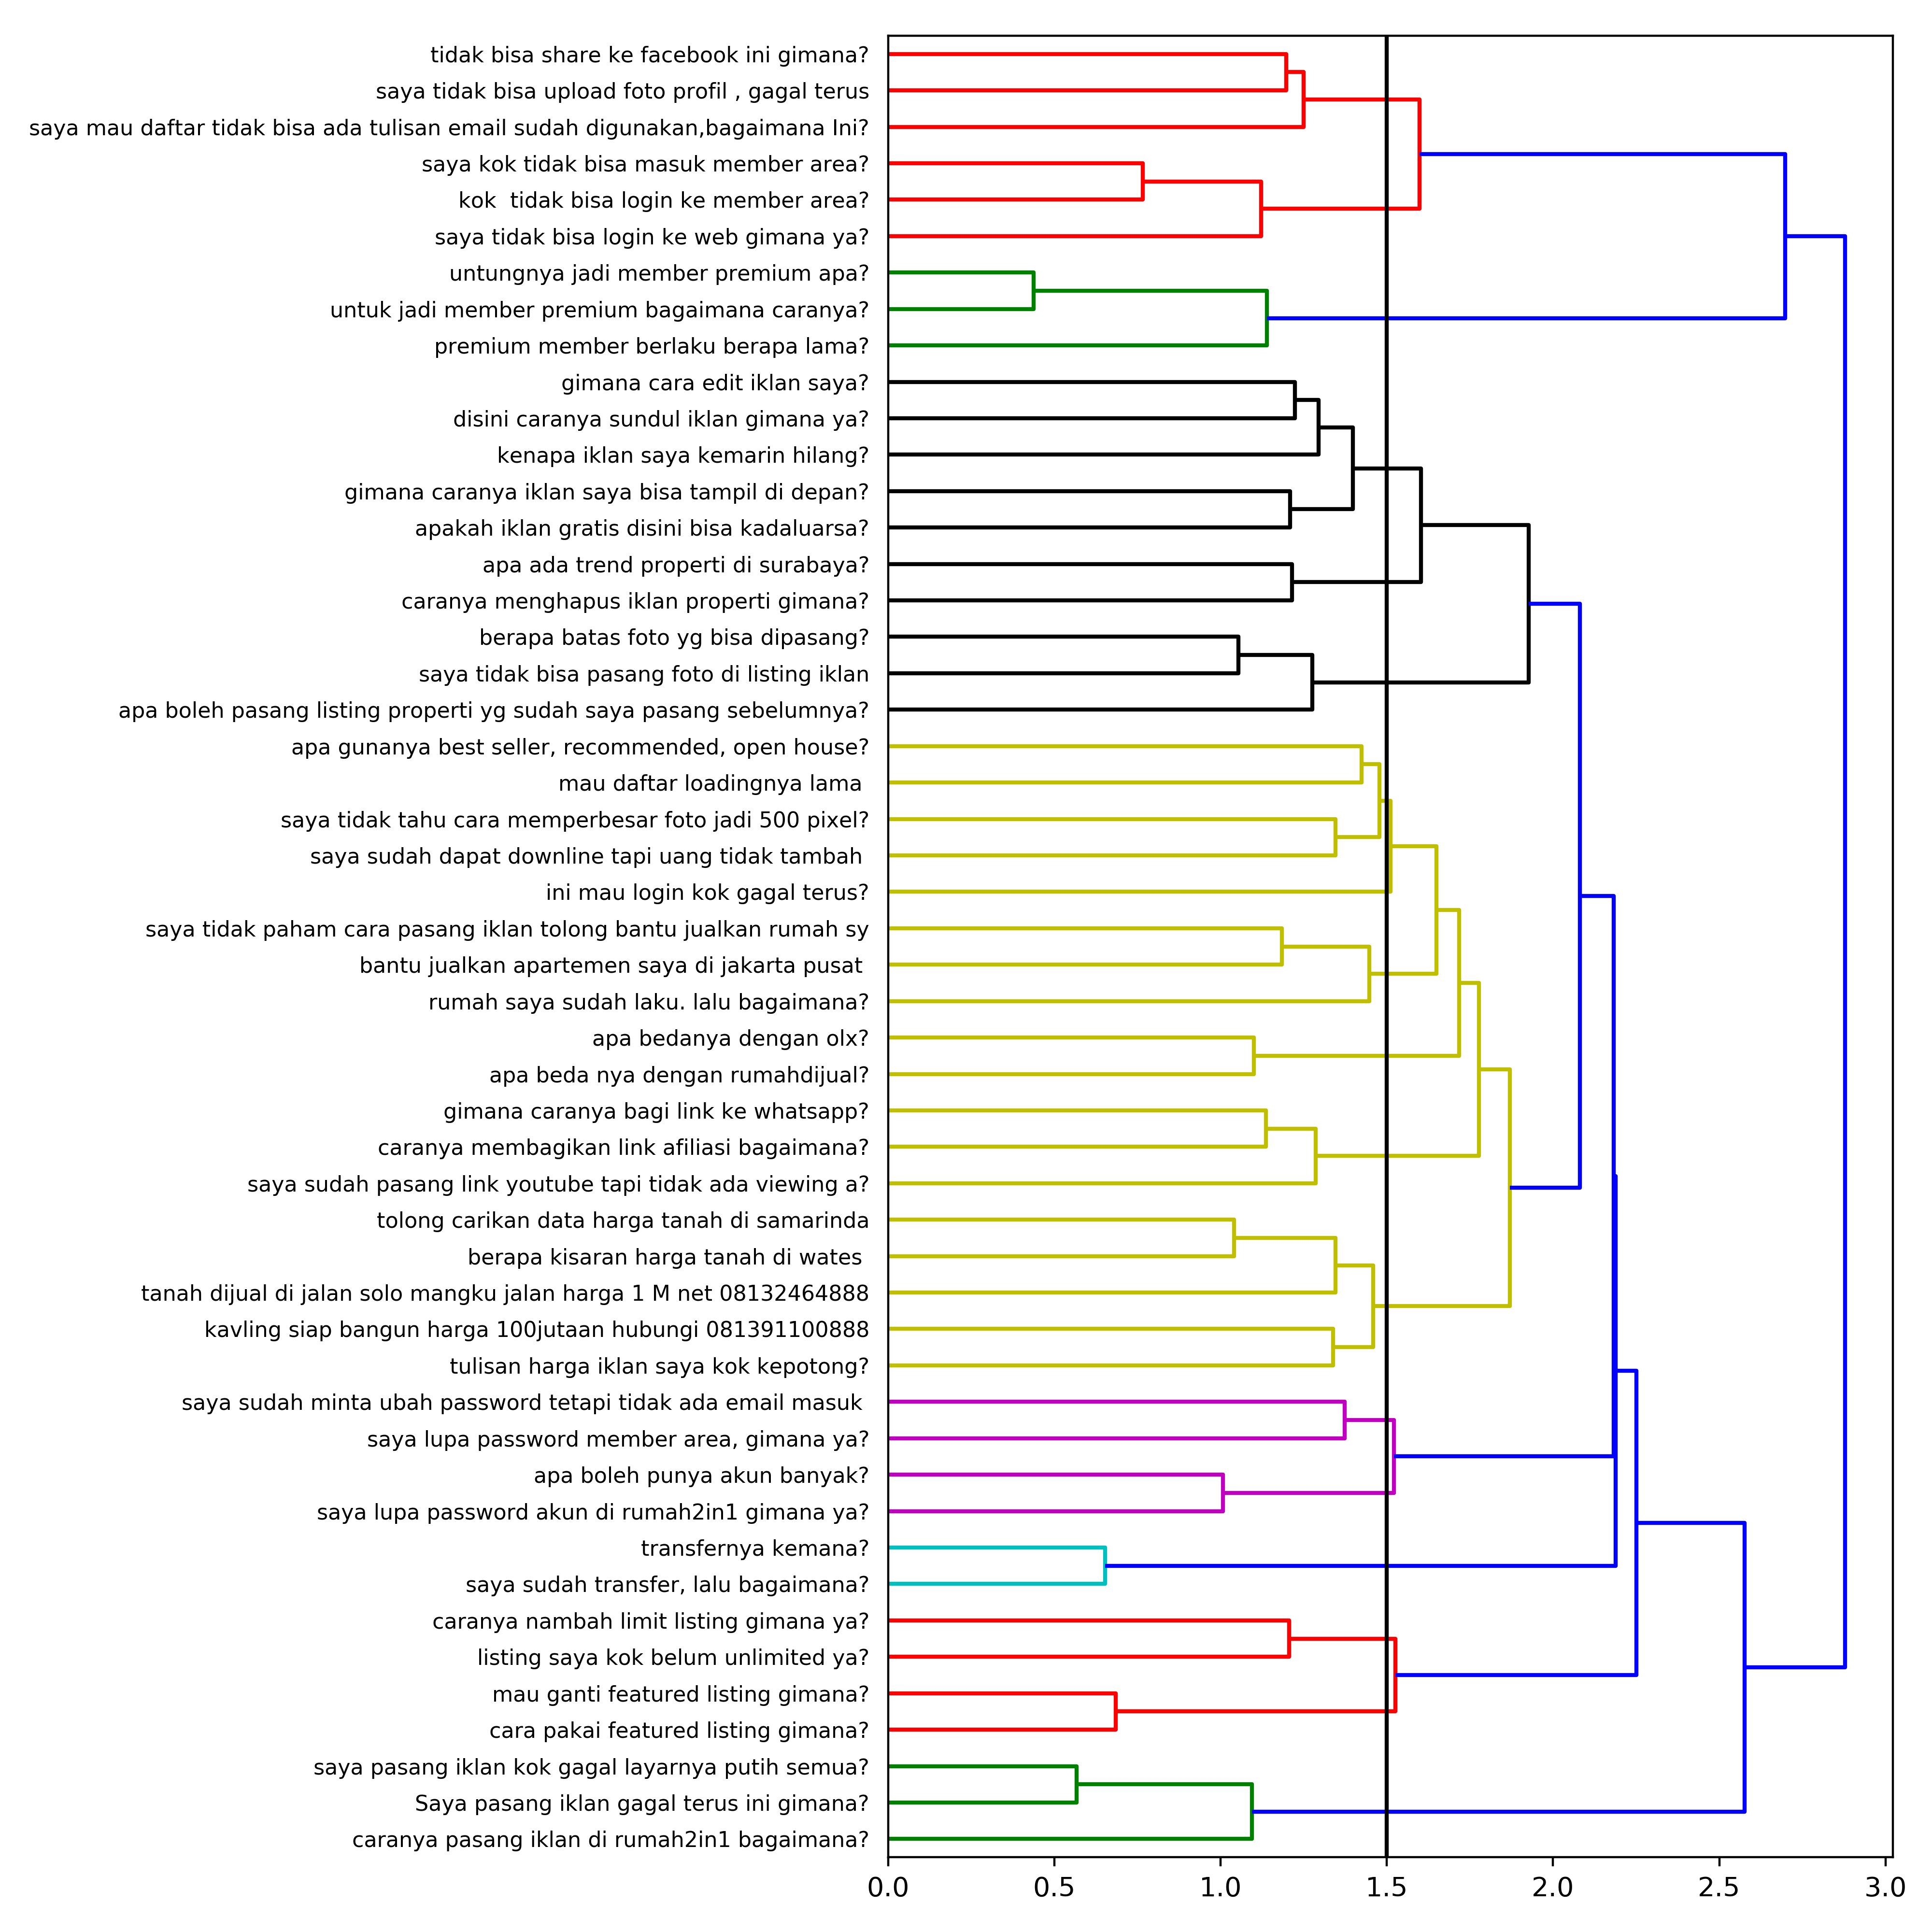 tidak bisa share ke facebook ini gimana?
saya tidak bisa upload foto profil , gagal terus
saya mau daftar tidak bisa ada tulisan email sudah digunakan,bagaimana Ini?
saya kok tidak bisa masuk member area?
kok  tidak bisa login ke member area?
saya tidak bisa login ke web gimana ya?
untungnya jadi member premium apa?
untuk jadi member premium bagaimana caranya?
premium member berlaku berapa lama?
gimana cara edit iklan saya?
disini caranya sundul iklan gimana ya?
kenapa iklan saya kemarin hilang?
gimana caranya iklan saya bisa tampil di depan?
apakah iklan gratis disini bisa kadaluarsa?
apa ada trend properti di surabaya?
caranya menghapus iklan properti gimana?
berapa batas foto yg bisa dipasang?
saya tidak bisa pasang foto di listing iklan
apa boleh pasang listing properti yg sudah saya pasang sebelumnya?
apa gunanya best seller, recommended, open house?
mau daftar loadingnya lama
saya tidak tahu cara memperbesar foto jadi 500 pixel?
saya sudah dapat downline tapi uang tidak tambah
ini mau login kok gagal terus?
saya tidak paham cara pasang iklan tolong bantu jualkan rumah sy
bantu jualkan apartemen saya di jakarta pusat
rumah saya sudah laku. lalu bagaimana?
apa bedanya dengan olx?
apa beda nya dengan rumahdijual?
gimana caranya bagi link ke whatsapp?
caranya membagikan link afiliasi bagaimana?
saya sudah pasang link youtube tapi tidak ada viewing a?
tolong carikan data harga tanah di samarinda
berapa kisaran harga tanah di wates
tanah dijual di jalan solo mangku jalan harga 1 M net 08132464888
kavling siap bangun harga 100jutaan hubungi 081391100888
tulisan harga iklan saya kok kepotong?
saya sudah minta ubah password tetapi tidak ada email masuk
saya lupa password member area, gimana ya?
apa boleh punya akun banyak?
saya lupa password akun di rumah2in1 gimana ya?
transfernya kemana?
saya sudah transfer, lalu bagaimana?
caranya nambah limit listing gimana ya?
listing saya kok belum unlimited ya?
mau ganti featured listing gimana?
cara pakai featured listing gimana?
saya pasang iklan kok gagal layarnya putih semua?
Saya pasang iklan gagal terus ini gimana?
caranya pasang iklan di rumah2in1 bagaimana?
0.0 0.5 1.0 1.5 2.0 2.5 3.0